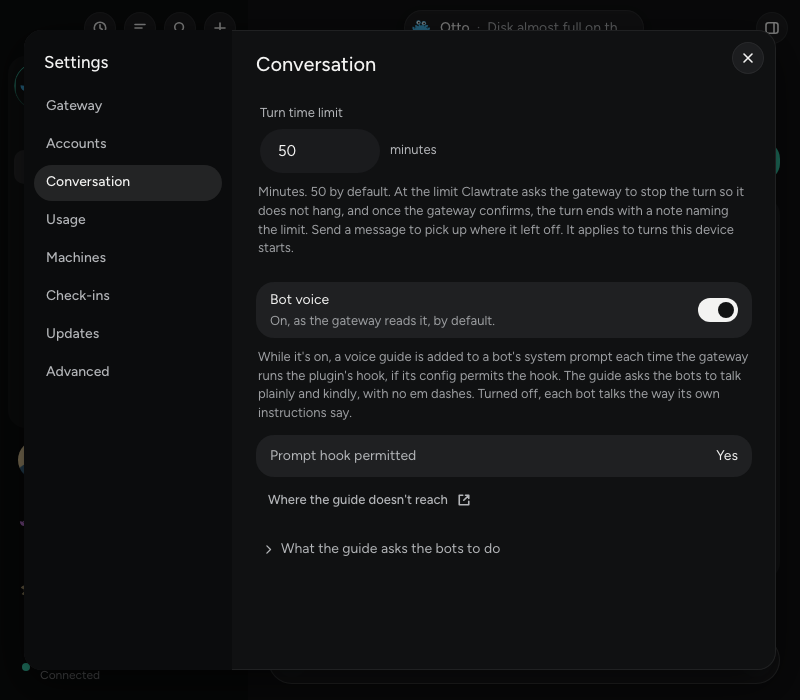 Otto · Disk almost full on th
Settings
Gateway
Accounts
Conversation
Usage
Machines
Check-ins
Updates
Advanced
Connected
Conversation
Turn time limit
50 minutes
Minutes. 50 by default. At the limit Clawtrate asks the gateway to stop the turn so it
does not hang, and once the gateway confirms, the turn ends with a note naming
the limit. Send a message to pick up where it left off. It applies to turns this device
starts.
Bot voice
On, as the gateway reads it, by default.
While it's on, a voice guide is added to a bot's system prompt each time the gateway
runs the plugin's hook, if its config permits the hook. The guide asks the bots to talk
plainly and kindly, with no em dashes. Turned off, each bot talks the way its own
instructions say.
Prompt hook permitted Yes
Where the guide doesn't reach
What the guide asks the bots to do